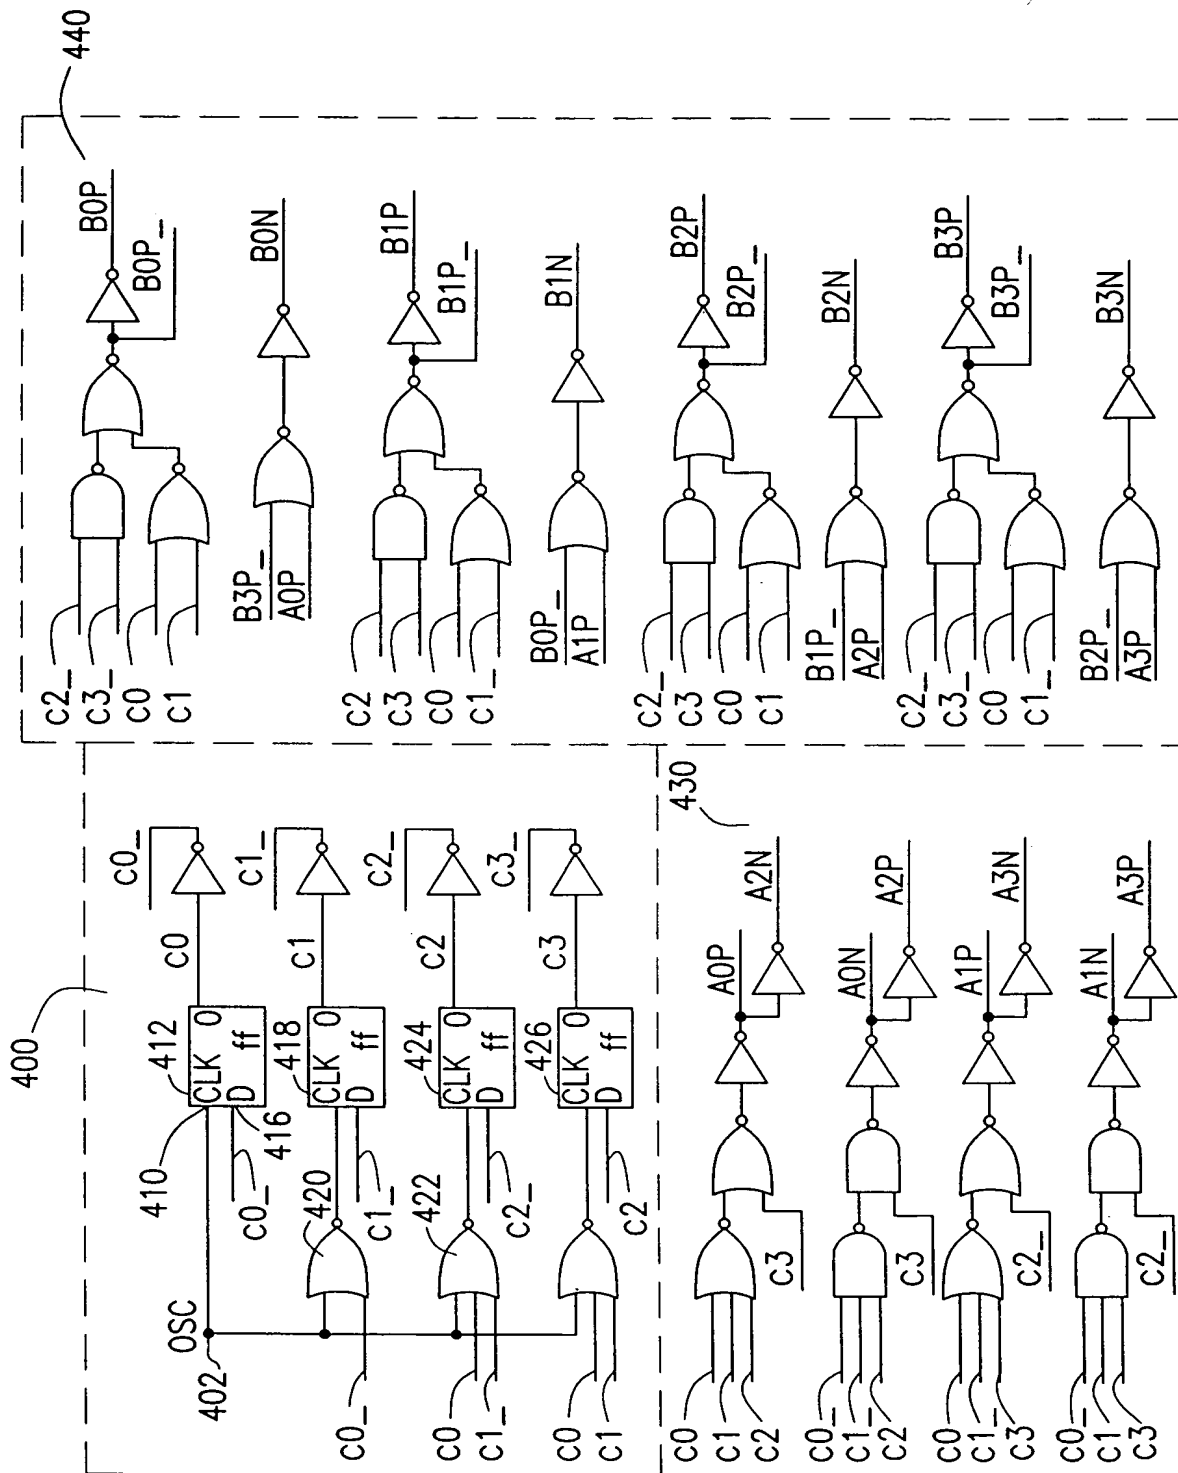 400
440
402
OSC
410
412
CLK O
D ff
416
C0_
C0
C0_
C0_
420
418
CLK O
D ff
C1_
C1
C1_
C0
C1_
422
424
CLK O
D ff
C2_
C2
C2_
C0
C1
426
CLK O
D ff
C2
C3
C3_
430
C0
C1
C2
C3
A0P
A2N
C0_
C1_
C2
C3
A0N
A2P
C0
C1_
C3
C2_
A1P
A3N
C0_
C1
C3
C2_
A1N
A3P
C2_
C3_
C0
C1
B0P
B0P_
B3P_
A0P
B0N
C2
C3
C0
C1_
B1P
B1P_
B0P_
A1P
B1N
C2_
C3
C0
C1
B2P
B2P_
B1P_
A2P
B2N
C2_
C3_
C0
C1_
B3P
B3P_
B2P_
A3P
B3N